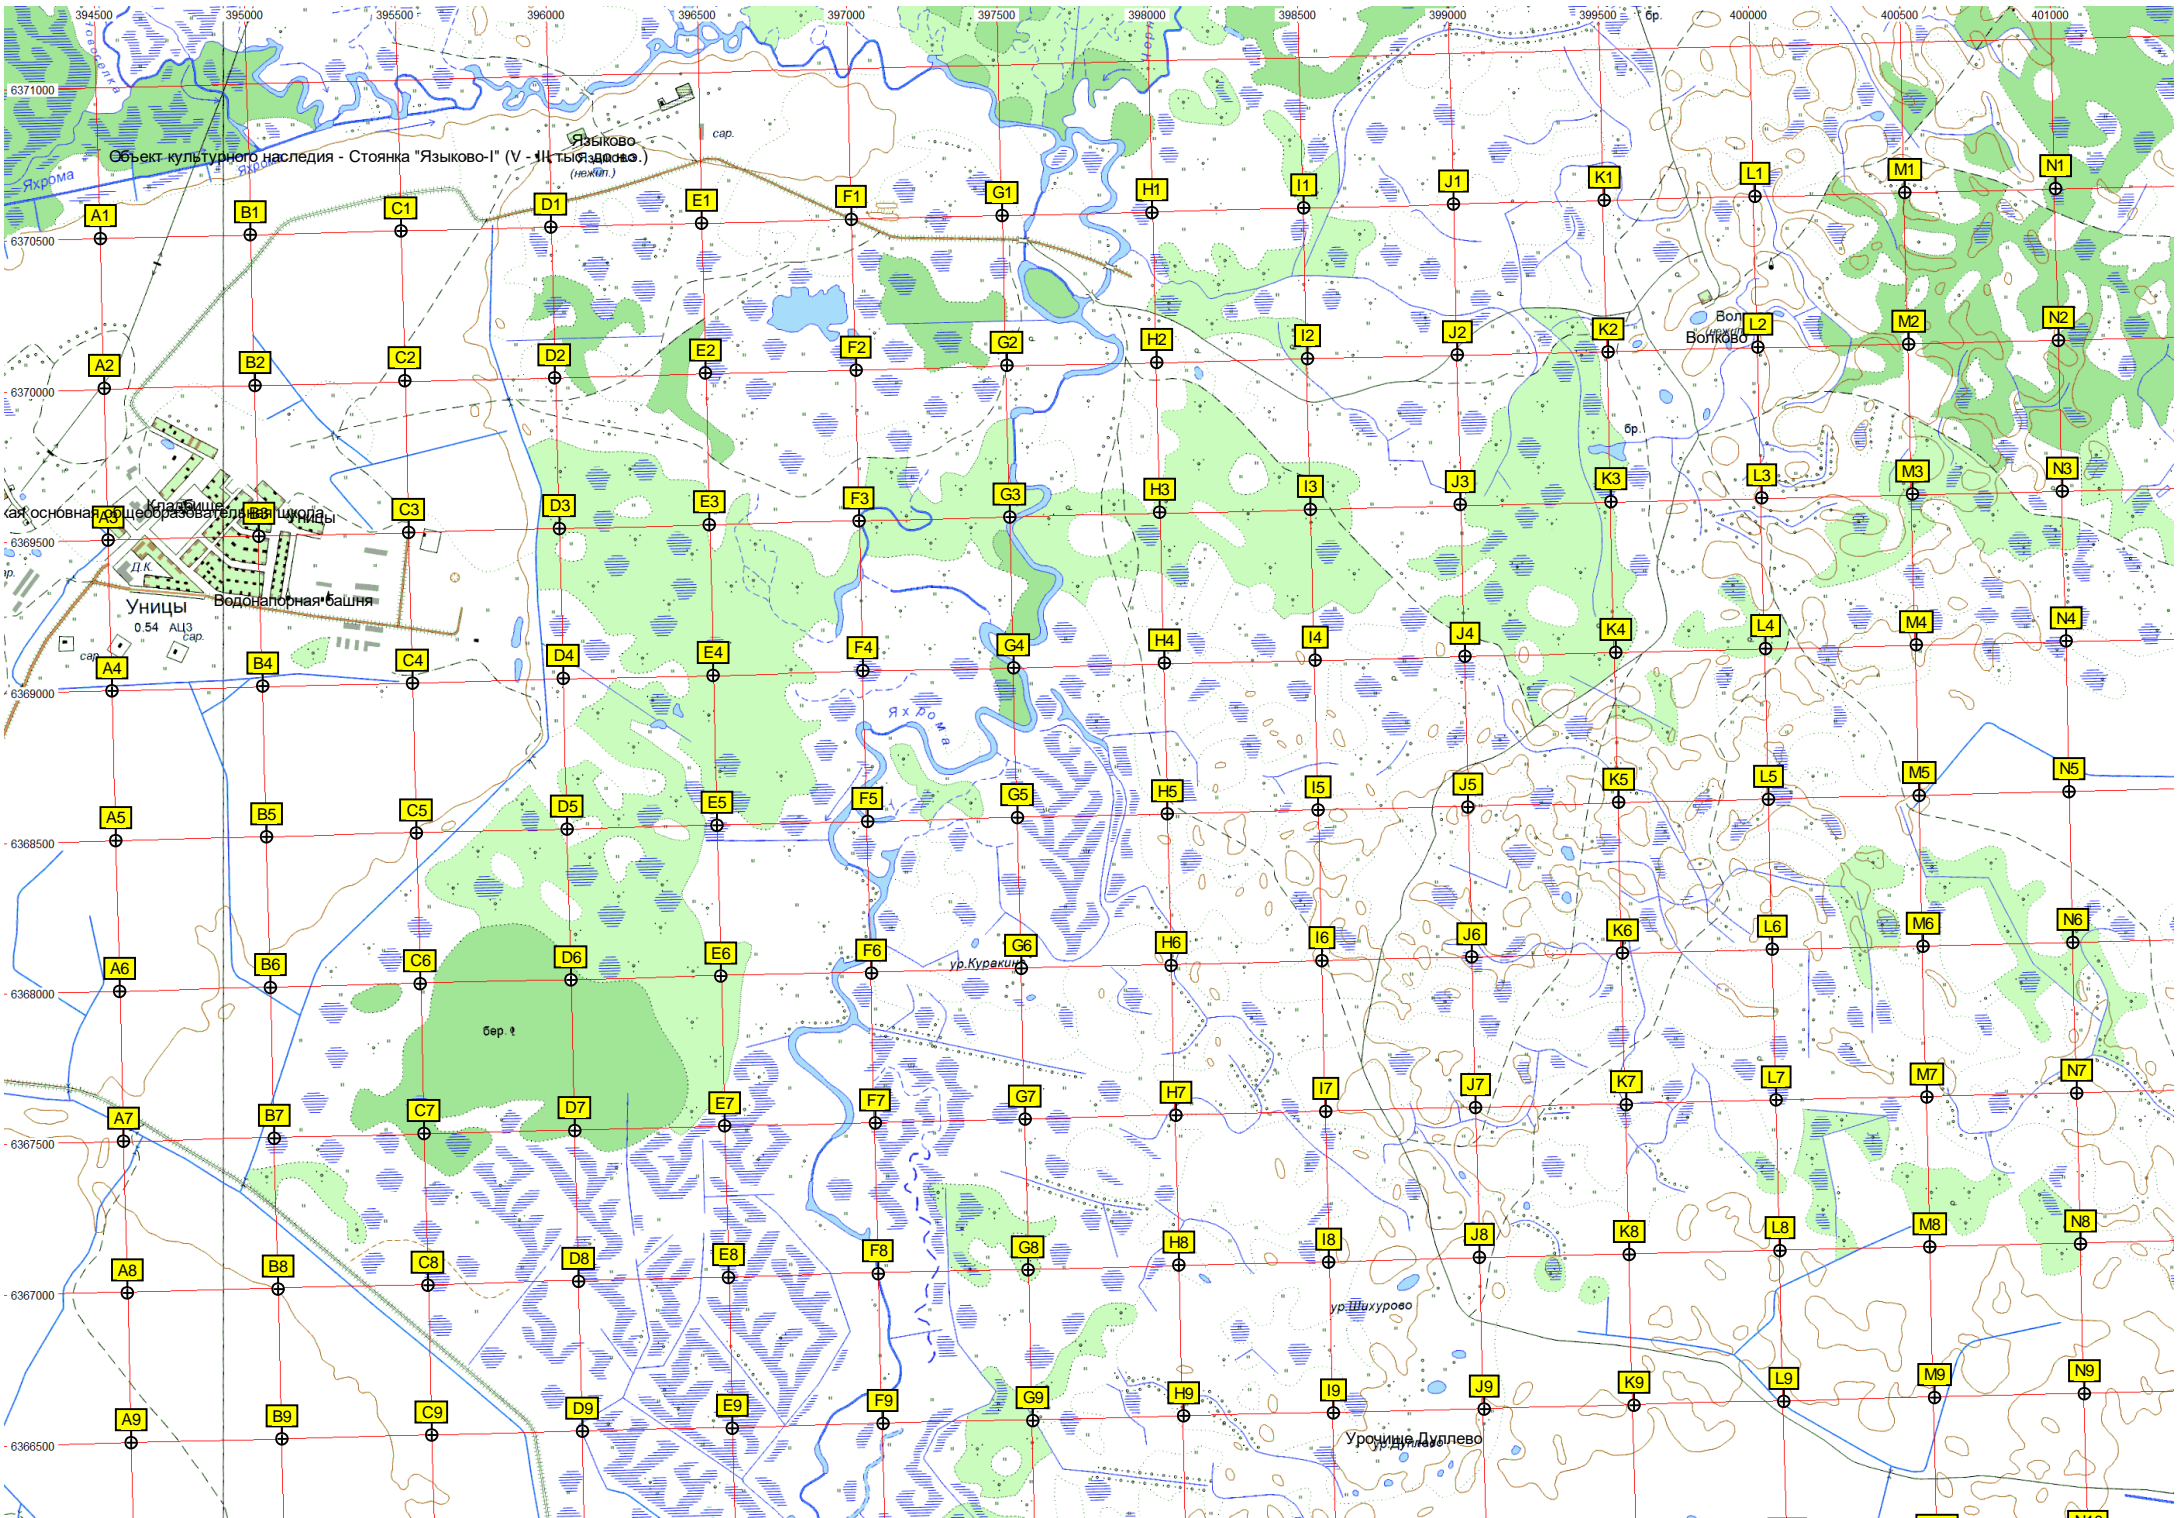 394500 395000 395500 396000 396500 397000 397500 398000 398500 399000 399500 бр. 400000 400500 401000
6371000
сар.
Языково
Объект культурного наследия - Стоянка "Языково-I"
(нежил.)
Яхрома
A1 B1 C1 D1 E1 F1 G1 H1 I1 J1 K1 L1 M1 N1
6370500
Волково
A2 B2 C2 D2 E2 F2 G2 H2 I2 J2 K2 L2 M2 N2
6370000
бр.
Кладбище
основная общеобразовательная школа
Уницы
A3 B3 C3 D3 E3 F3 G3 H3 I3 J3 K3 L3 M3 N3
6369500
Д.К.
Уницы
Водонапорная башня
0.54 АЦЗ
сар.
сар.
A4 B4 C4 D4 E4 F4 G4 H4 I4 J4 K4 L4 M4 N4
6369000
Яхрома
A5 B5 C5 D5 E5 F5 G5 H5 I5 J5 K5 L5 M5 N5
6368500
A6 B6 C6 D6 E6 F6 G6 H6 I6 J6 K6 L6 M6 N6
ур.Куракино
6368000
бер.
A7 B7 C7 D7 E7 F7 G7 H7 I7 J7 K7 L7 M7 N7
6367500
A8 B8 C8 D8 E8 F8 G8 H8 I8 J8 K8 L8 M8 N8
6367000
ур.Шихурово
A9 B9 C9 D9 E9 F9 G9 H9 I9 J9 K9 L9 M9 N9
6366500
Урочище Дуплево
ур.Дуплево